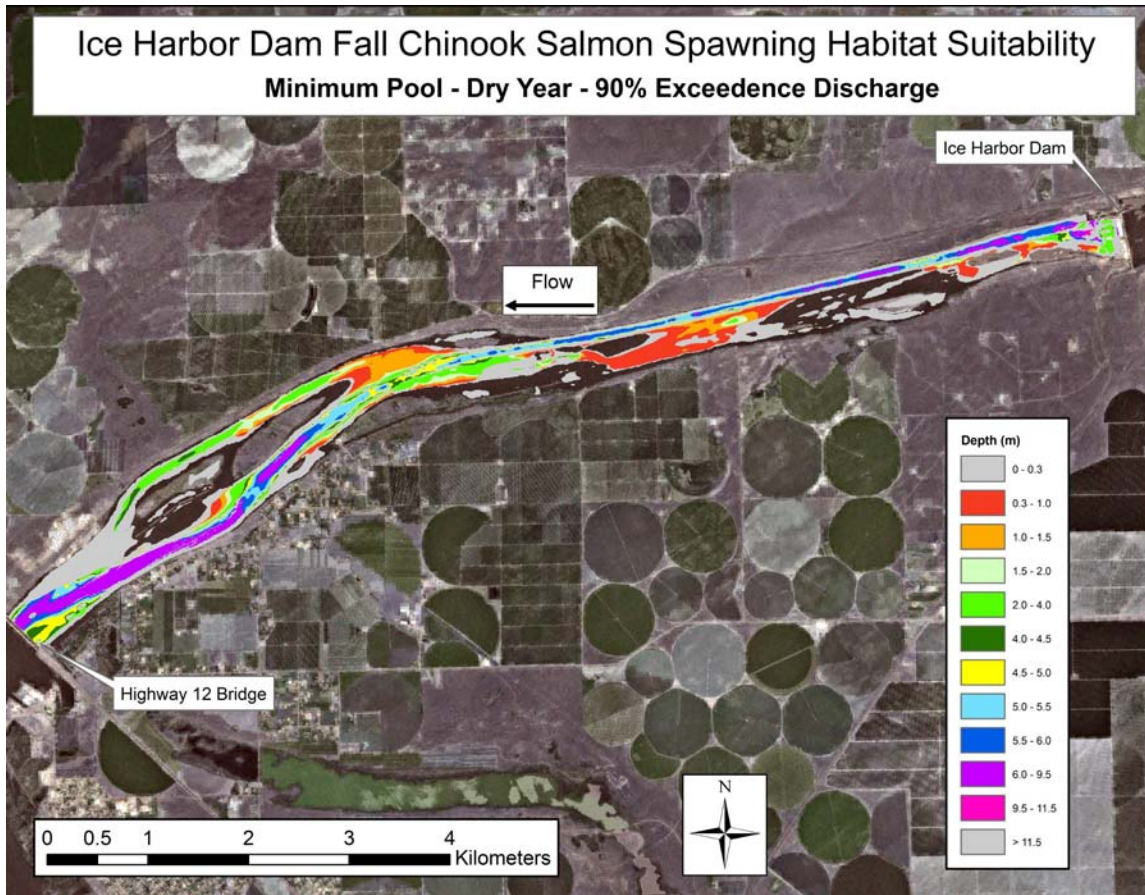 Ice Harbor Dam Fall Chinook Salmon Spawning Habitat Suitability
Minimum Pool - Dry Year - 90% Exceedence Discharge
Ice Harbor Dam
Flow
Highway 12 Bridge
Depth (m)
0 - 0.3
0.3 - 1.0
1.0 - 1.5
1.5 - 2.0
2.0 - 4.0
4.0 - 4.5
4.5 - 5.0
5.0 - 5.5
5.5 - 6.0
6.0 - 9.5
9.5 - 11.5
> 11.5
N
0 0.5 1 2 3 4
Kilometers